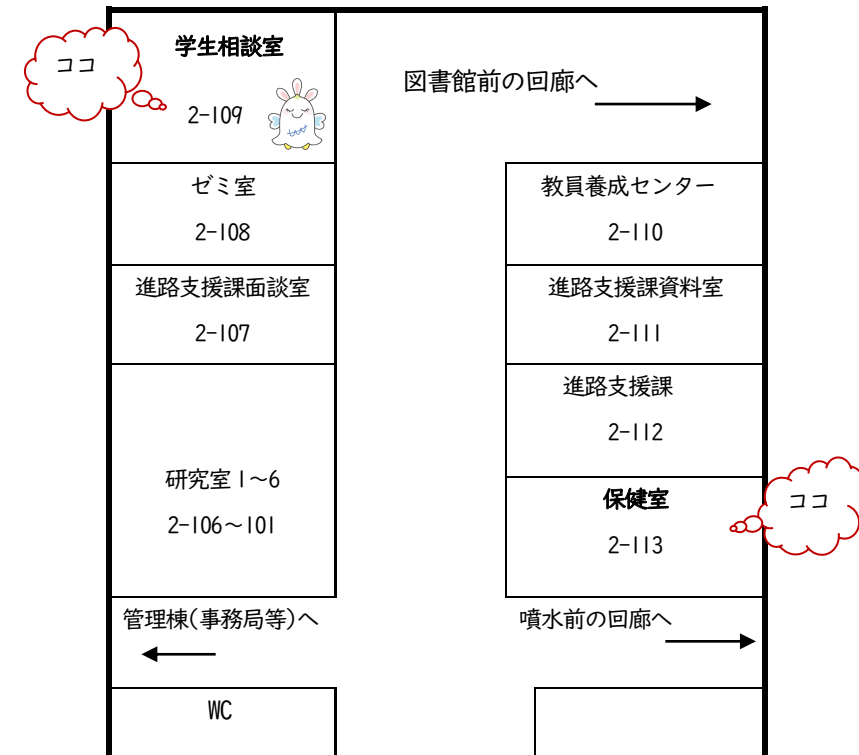 ココ
学生相談室
2-109
図書館前の回廊へ
ゼミ室
2-108
教員養成センター
2-110
進路支援課面談室
2-107
進路支援課資料室
2-111
進路支援課
2-112
研究室1～6
2-106～101
保健室
2-113
ココ
管理棟(事務局等)へ
噴水前の回廊へ
WC